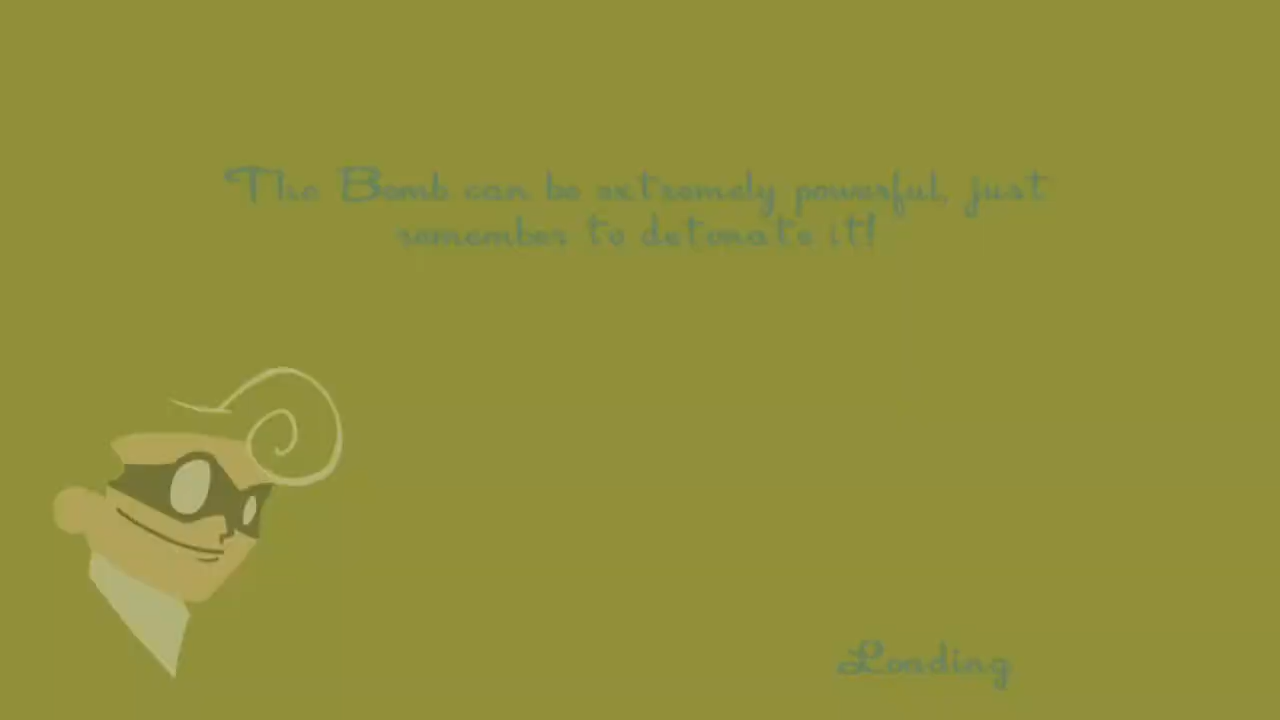 The Bomb can be extremely powerful, just
remember to detonate it!
Loading